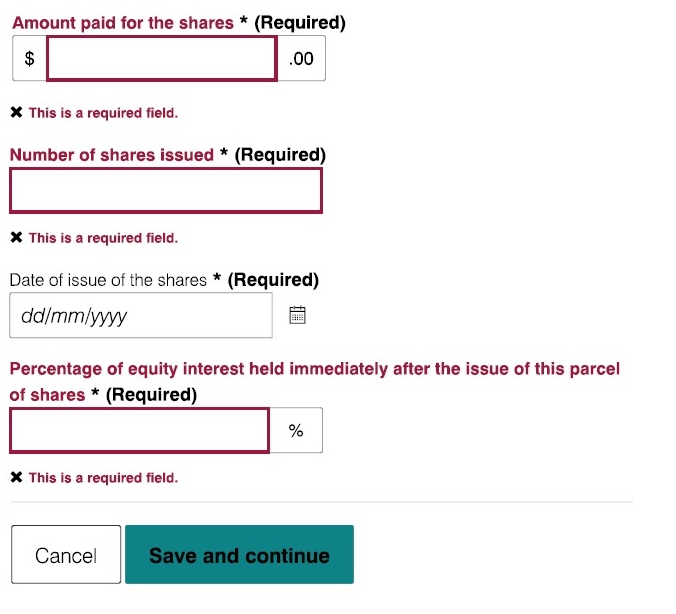 Amount paid for the shares * (Required)
$ .00
✖ This is a required field.
Number of shares issued * (Required)
✖ This is a required field.
Date of issue of the shares * (Required)
dd/mm/yyyy
Percentage of equity interest held immediately after the issue of this parcel
of shares * (Required)
%
✖ This is a required field.
Cancel Save and continue